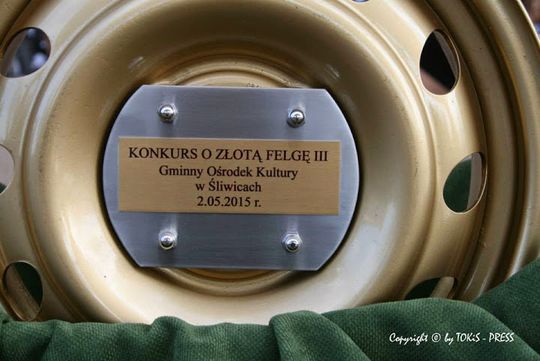 KONKURS O ZŁOTĄ FELGĘ III
Gminny Ośrodek Kultury
w Śliwicach
2.05.2015 r.
Copyright © by TOKiS - PRESS